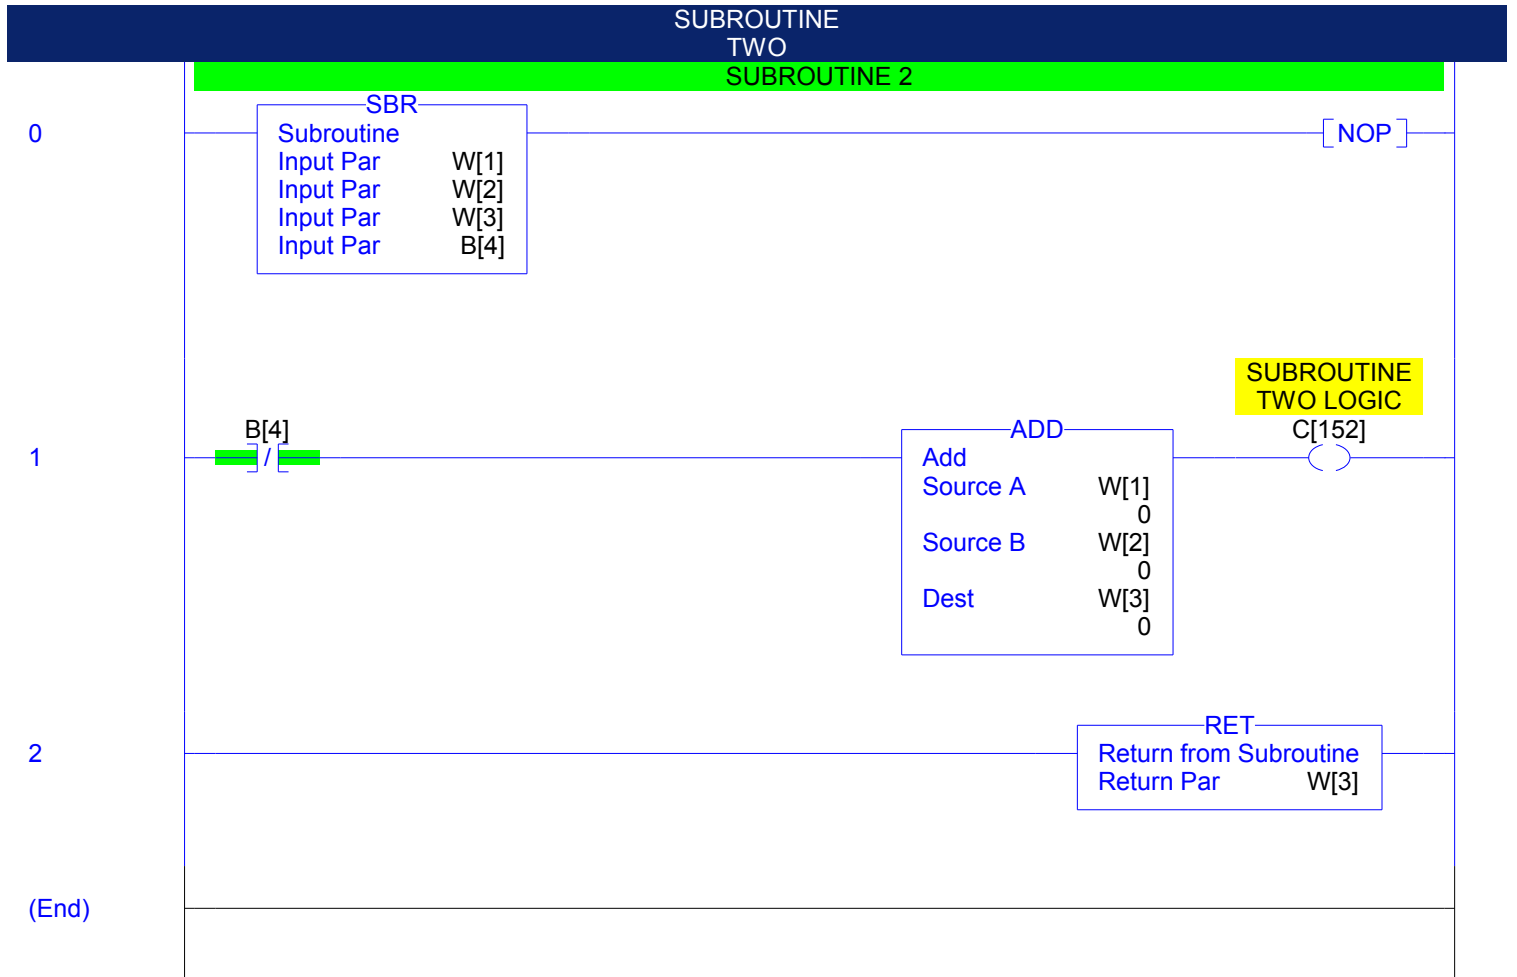 SUBROUTINE
TWO
SUBROUTINE 2
SBR
0
Subroutine
NOP
Input Par W[1]
Input Par W[2]
Input Par W[3]
Input Par B[4]
SUBROUTINE
TWO LOGIC
B[4]
ADD
C[152]
1
/
Add
Source A W[1]
0
Source B W[2]
0
Dest W[3]
0
RET
2
Return from Subroutine
Return Par W[3]
(End)